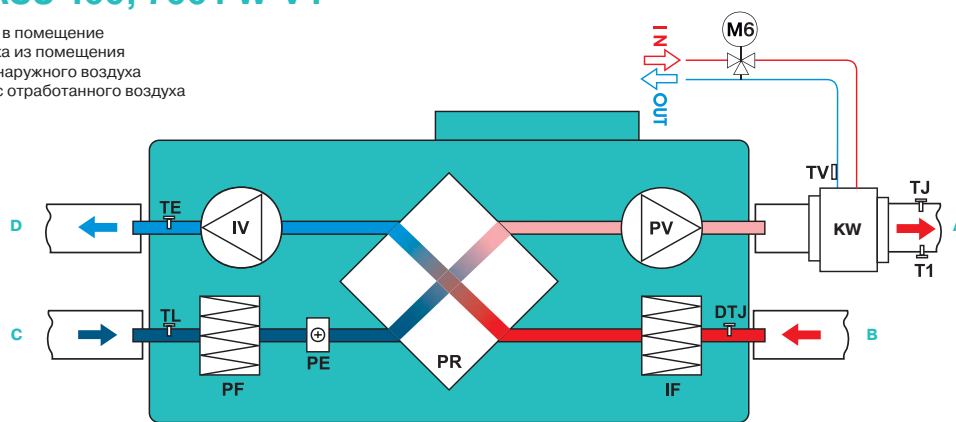 в помещение
из помещения
наружного воздуха
с отработанного воздуха
M6
IN
OUT
TV
TJ
D
TE
IV
PV
KW
T1
C
TL
DTJ
B
PE
PR
PF
IF